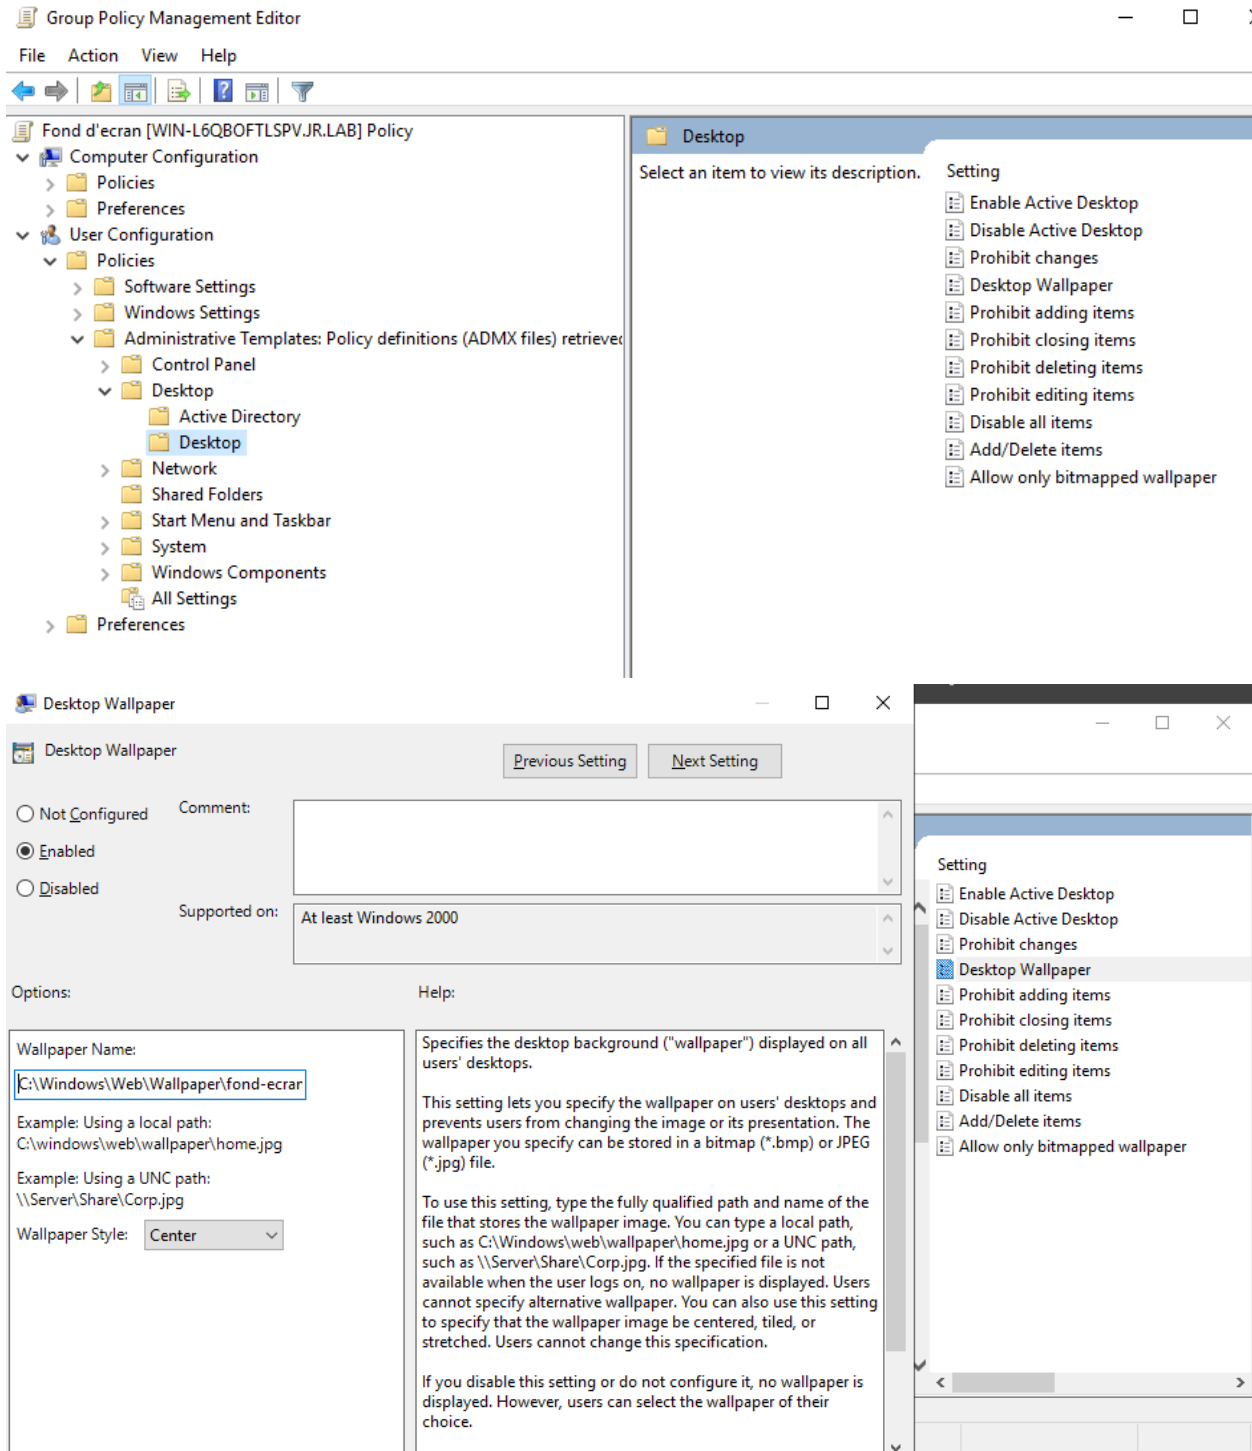 Group Policy Management Editor
File Action View Help
Fond d'ecran [WIN-L6QBOFTLSPV.JR.LAB] Policy
Computer Configuration
Policies
Preferences
User Configuration
Policies
Software Settings
Windows Settings
Administrative Templates: Policy definitions (ADMX files) retrieved
Control Panel
Desktop
Active Directory
Desktop
Network
Shared Folders
Start Menu and Taskbar
System
Windows Components
All Settings
Preferences
Desktop
Select an item to view its description.
Setting
Enable Active Desktop
Disable Active Desktop
Prohibit changes
Desktop Wallpaper
Prohibit adding items
Prohibit closing items
Prohibit deleting items
Prohibit editing items
Disable all items
Add/Delete items
Allow only bitmapped wallpaper
Desktop Wallpaper
Desktop Wallpaper
Previous Setting
Next Setting
Not Configured
Enabled
Disabled
Comment:
Supported on:
At least Windows 2000
Options:
Help:
Wallpaper Name:
C:\Windows\Web\Wallpaper\fond-ecran
Example: Using a local path:
C:\windows\web\wallpaper\home.jpg
Example: Using a UNC path:
\\Server\Share\Corp.jpg
Wallpaper Style: Center
Specifies the desktop background ("wallpaper") displayed on all
users' desktops.
This setting lets you specify the wallpaper on users' desktops and
prevents users from changing the image or its presentation. The
wallpaper you specify can be stored in a bitmap (*.bmp) or JPEG
(*.jpg) file.
To use this setting, type the fully qualified path and name of the
file that stores the wallpaper image. You can type a local path,
such as C:\Windows\web\wallpaper\home.jpg or a UNC path,
such as \\Server\Share\Corp.jpg. If the specified file is not
available when the user logs on, no wallpaper is displayed. Users
cannot specify alternative wallpaper. You can also use this setting
to specify that the wallpaper image be centered, tiled, or
stretched. Users cannot change this specification.
If you disable this setting or do not configure it, no wallpaper is
displayed. However, users can select the wallpaper of their
choice.
Setting
Enable Active Desktop
Disable Active Desktop
Prohibit changes
Desktop Wallpaper
Prohibit adding items
Prohibit closing items
Prohibit deleting items
Prohibit editing items
Disable all items
Add/Delete items
Allow only bitmapped wallpaper